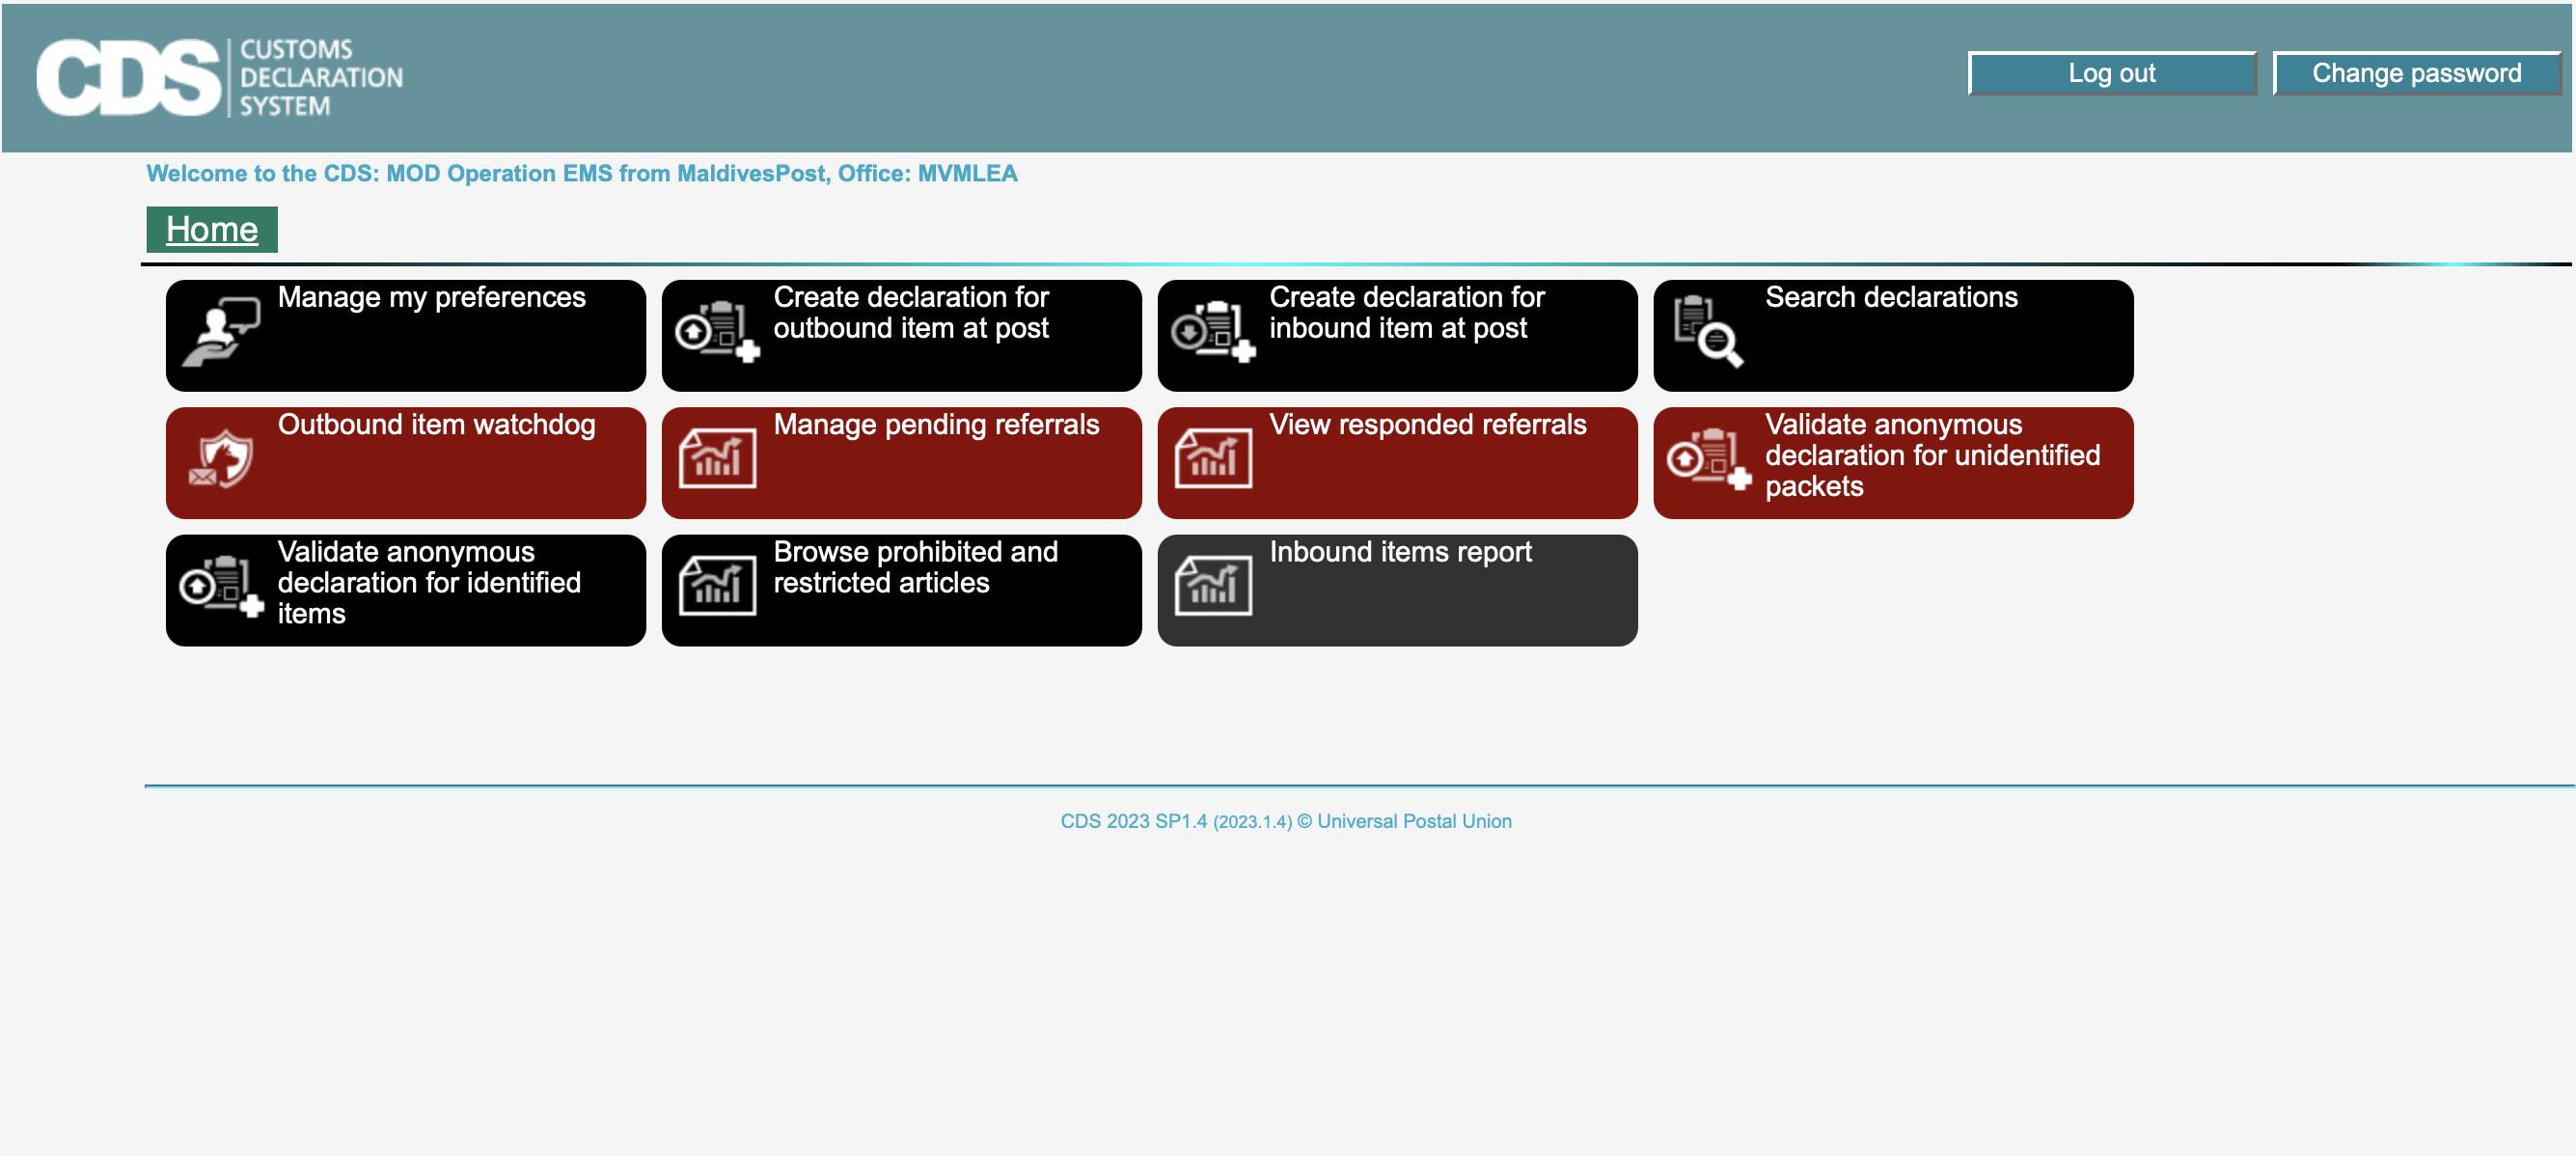 CDS CUSTOMS
DECLARATION
SYSTEM
Log out
Change password
Welcome to the CDS: MOD Operation EMS from MaldivesPost, Office: MVMLEA
Home
Manage my preferences
Create declaration for
outbound item at post
Create declaration for
inbound item at post
Search declarations
Outbound item watchdog
Manage pending referrals
View responded referrals
Validate anonymous
declaration for unidentified
packets
Validate anonymous
declaration for identified
items
Browse prohibited and
restricted articles
Inbound items report
CDS 2023 SP1.4 (2023.1.4) © Universal Postal Union